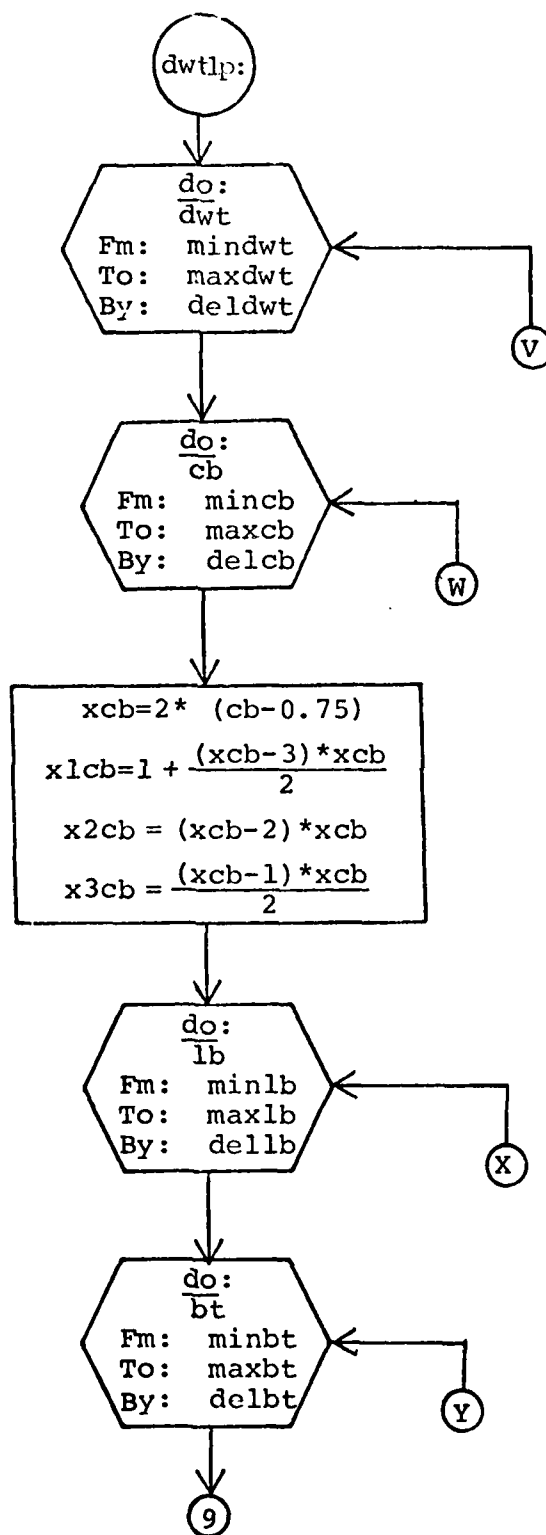 dwtlp:
do:
dwt
Fm: mindwt
To: maxdwt
By: deldwt
V
do:
cb
Fm: mincb
To: maxcb
By: delcb
W
xcb=2* (cb-0.75)
x1cb=1 + (xcb-3)*xcb
2
x2cb = (xcb-2)*xcb
x3cb = (xcb-1)*xcb
2
do:
lb
Fm: minlb
To: maxlb
By: dellb
X
do:
bt
Fm: minbt
To: maxbt
By: delbt
Y
9